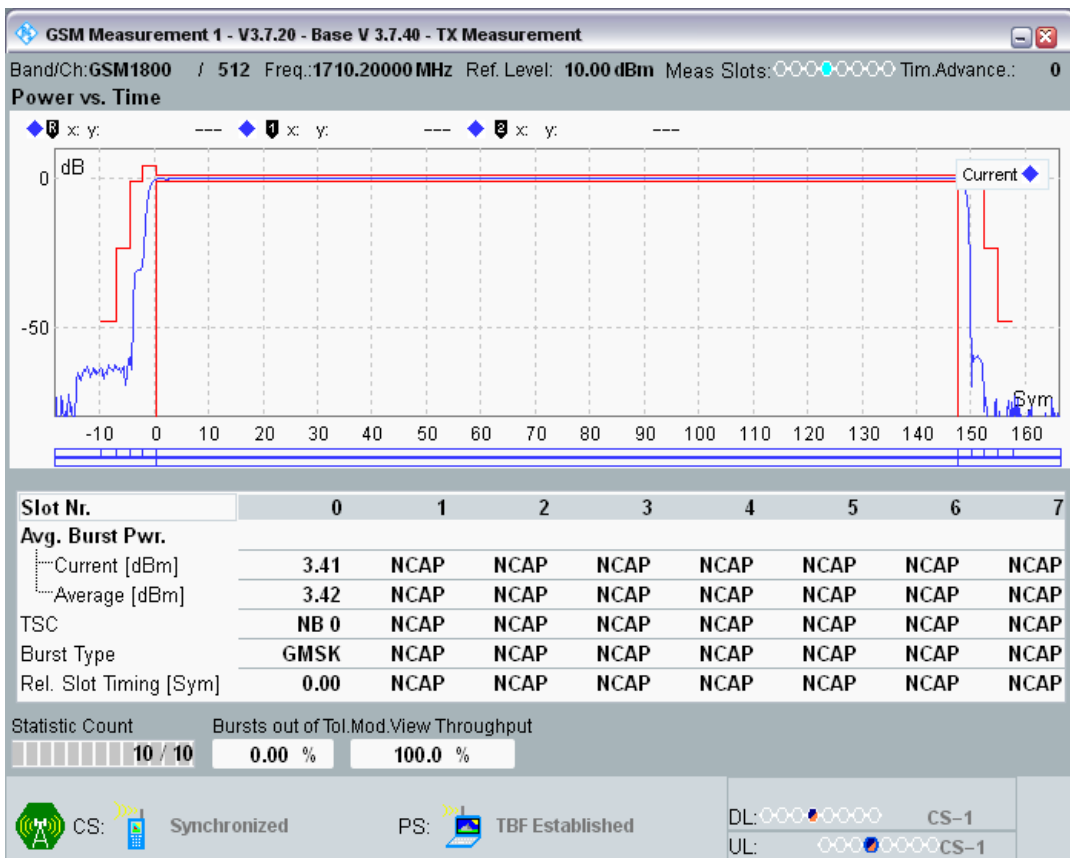 GSM Measurement 1 - V3.7.20 - Base V 3.7.40 - TX Measurement
Band/Ch:GSM1800 / 512 Freq.:1710.20000 MHz Ref. Level: 10.00 dBm Meas Slots: Tim.Advance.: 0
Power vs. Time
R x: y: --- 1 x: y: --- 2 x: y: ---
dB
Current
0
-50
Sym
-10 0 10 20 30 40 50 60 70 80 90 100 110 120 130 140 150 160
Slot Nr. 0 1 2 3 4 5 6 7
Avg. Burst Pwr.
Current [dBm] 3.41 NCAP NCAP NCAP NCAP NCAP NCAP NCAP
Average [dBm] 3.42 NCAP NCAP NCAP NCAP NCAP NCAP NCAP
TSC NB 0 NCAP NCAP NCAP NCAP NCAP NCAP NCAP
Burst Type GMSK NCAP NCAP NCAP NCAP NCAP NCAP NCAP
Rel. Slot Timing [Sym] 0.00 NCAP NCAP NCAP NCAP NCAP NCAP NCAP
Statistic Count Bursts out of Tol.Mod.View Throughput
10 / 10 0.00 % 100.0 %
CS: Synchronized PS: TBF Established
DL: CS-1
UL: CS-1